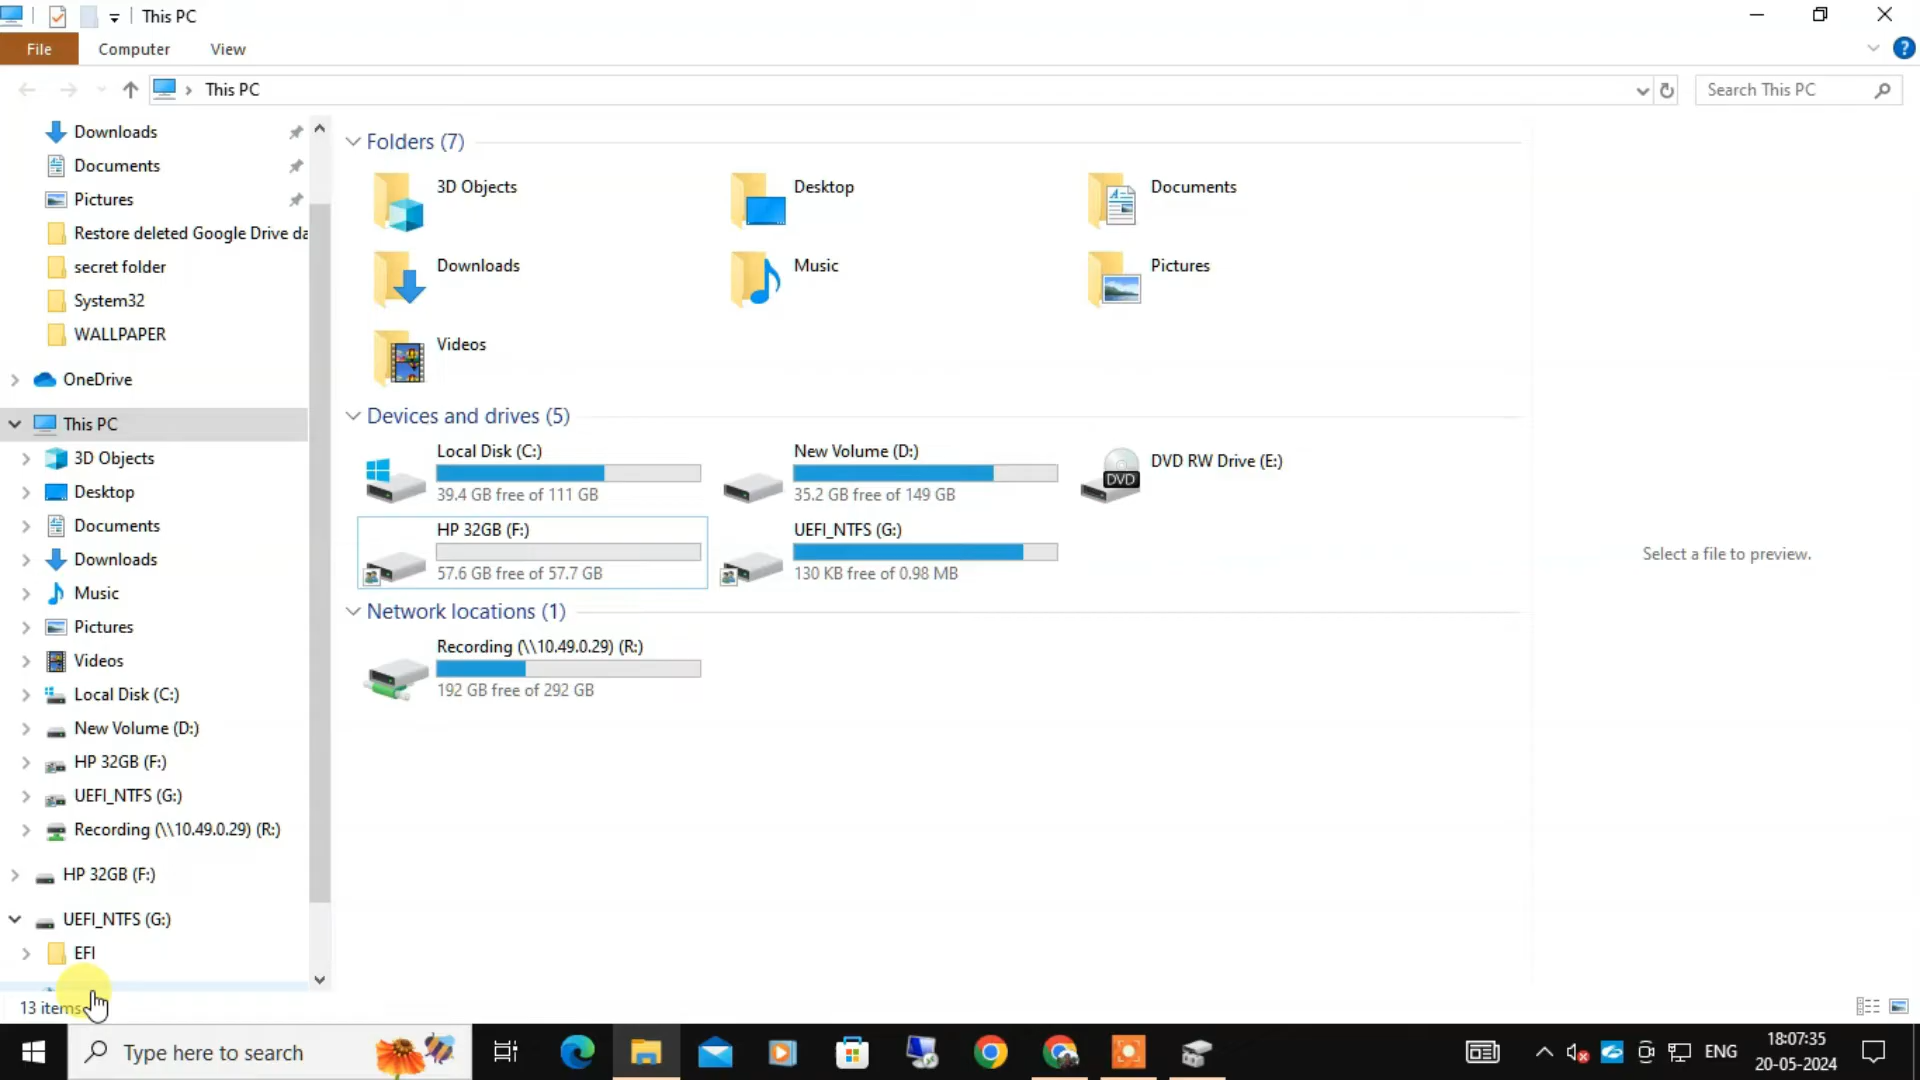 This PC
File Computer View
?
This PC
Search This PC
Downloads
Documents
Pictures
Restore deleted Google Drive da
secret folder
System32
WALLPAPER
OneDrive
This PC
3D Objects
Desktop
Documents
Downloads
Music
Pictures
Videos
Local Disk (C:)
New Volume (D:)
HP 32GB (F:)
UEFI_NTFS (G:)
Recording (\\10.49.0.29) (R:)
HP 32GB (F:)
UEFI_NTFS (G:)
EFI
13 items
Folders (7)
3D Objects
Desktop
Documents
Downloads
Music
Pictures
Videos
Devices and drives (5)
Local Disk (C:)
39.4 GB free of 111 GB
New Volume (D:)
35.2 GB free of 149 GB
DVD
DVD RW Drive (E:)
HP 32GB (F:)
57.6 GB free of 57.7 GB
UEFI_NTFS (G:)
130 KB free of 0.98 MB
Network locations (1)
Recording (\\10.49.0.29) (R:)
192 GB free of 292 GB
Select a file to preview.
Type here to search
ENG
18:07:35
20-05-2024